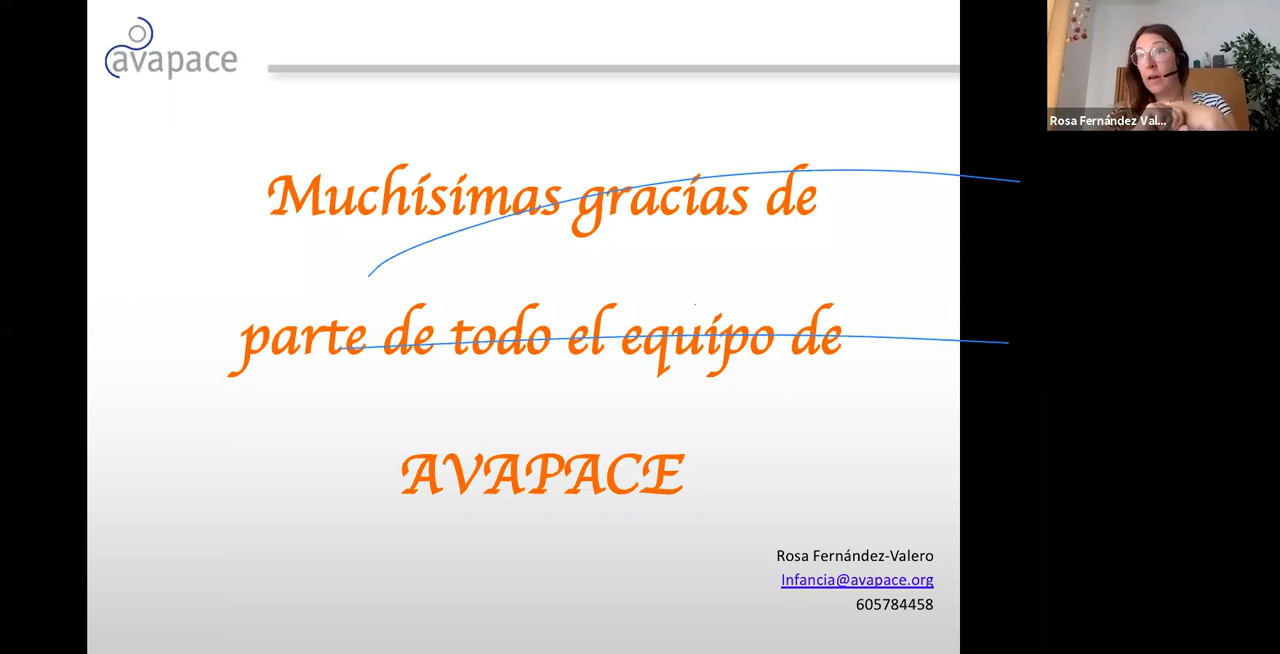 avapace
Rosa Fernández Val...
Muchísimas gracias de
parte de todo el equipo de
AVAPACE
Rosa Fernández-Valero
Infancia@avapace.org
605784458